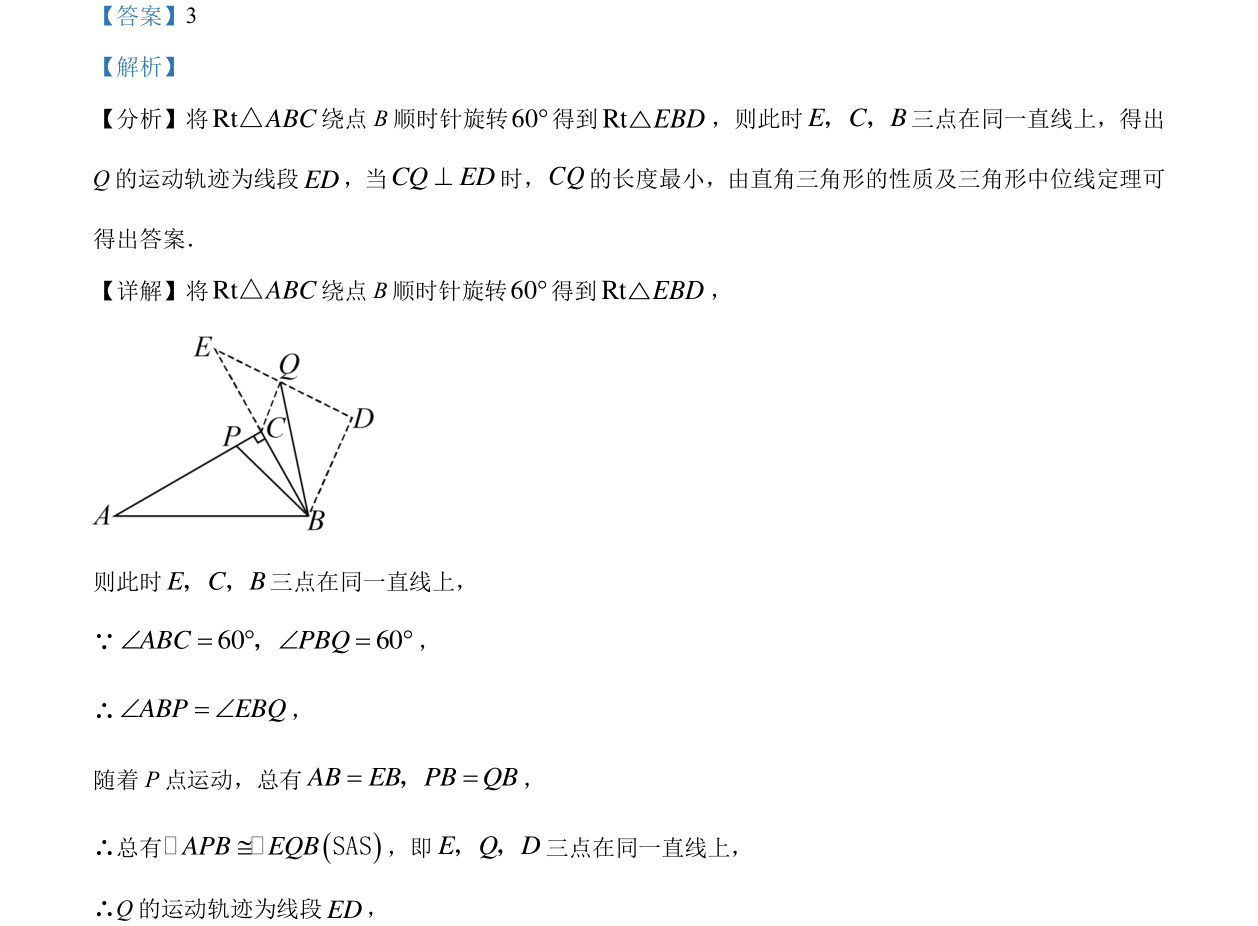 【答案】3
【解析】
【分析】将Rt△ABC绕点 B 顺时针旋转60°得到Rt△EBD，则此时E，C，B三点在同一直线上，得出
Q 的运动轨迹为线段ED，当CQ⊥ED时，CQ的长度最小，由直角三角形的性质及三角形中位线定理可
得出答案．
【详解】将Rt△ABC绕点 B 顺时针旋转60°得到Rt△EBD，
E
Q
D
C
P
A
B
则此时E，C，B三点在同一直线上，
∵∠ABC=60°，∠PBQ=60°，
∴∠ABP=∠EBQ，
随着 P 点运动，总有AB=EB，PB=QB，
∴总有□APB≌□EQB(SAS)，即E，Q，D三点在同一直线上，
∴Q 的运动轨迹为线段ED，